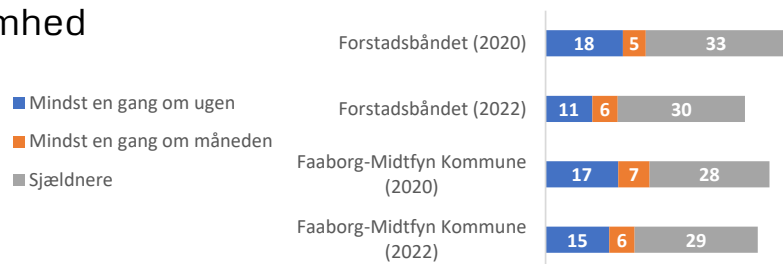 mhed
Mindst en gang om ugen
Mindst en gang om måneden
Sjældnere
Forstadsbåndet (2020)
18 5 33
Forstadsbåndet (2022)
11 6 30
Faaborg-Midtfyn Kommune
(2020)
17 7 28
Faaborg-Midtfyn Kommune
(2022)
15 6 29